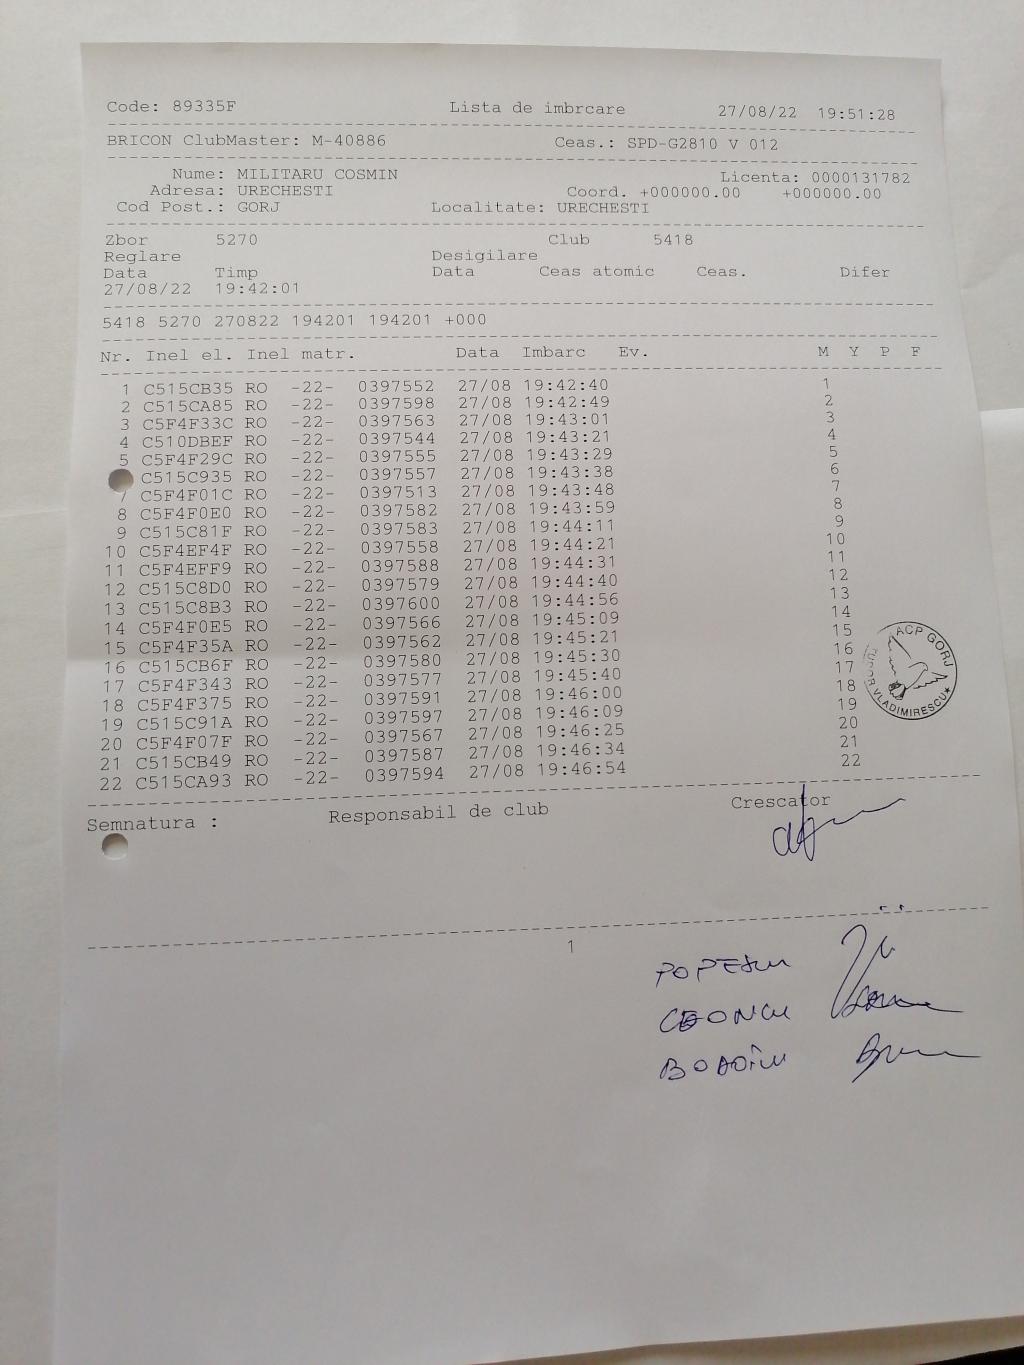 Code: 89335F Lista de imbrcare 27/08/22 19:51:28
BRICON ClubMaster: M-40886 Ceas.: SPD-G2810 V 012
Nume: MILITARU COSMIN Licenta: 0000131782
Adresa: URECHESTI Coord. +000000.00 +000000.00
Cod Post.: GORJ Localitate: URECHESTI
Zbor 5270 Club 5418
Reglare Desigilare
Data Timp Data Ceas atomic Ceas. Difer
27/08/22 19:42:01
5418 5270 270822 194201 194201 +000
Nr. Inel el. Inel matr. Data Imbarc Ev. M Y P F
1 C515CB35 RO -22- 0397552 27/08 19:42:40 1
2 C515CA85 RO -22- 0397598 27/08 19:42:49 2
3 C5F4F33C RO -22- 0397563 27/08 19:43:01 3
4 C510DBEF RO -22- 0397544 27/08 19:43:21 4
5 C5F4F29C RO -22- 0397555 27/08 19:43:29 5
C515C935 RO -22- 0397557 27/08 19:43:38 6
7 C5F4F01C RO -22- 0397513 27/08 19:43:48 7
8 C5F4F0E0 RO -22- 0397582 27/08 19:43:59 8
9 C515C81F RO -22- 0397583 27/08 19:44:11 9
10 C5F4EF4F RO -22- 0397558 27/08 19:44:21 10
11 C5F4EFF9 RO -22- 0397588 27/08 19:44:31 11
12 C515C8D0 RO -22- 0397579 27/08 19:44:40 12
13 C515C8B3 RO -22- 0397600 27/08 19:44:56 13
14 C5F4F0E5 RO -22- 0397566 27/08 19:45:09 14
15 C5F4F35A RO -22- 0397562 27/08 19:45:21 15
16 C515CB6F RO -22- 0397580 27/08 19:45:30 16
17 C5F4F343 RO -22- 0397577 27/08 19:45:40 17
18 C5F4F375 RO -22- 0397591 27/08 19:46:00 18
19 C515C91A RO -22- 0397597 27/08 19:46:09 19
20 C5F4F07F RO -22- 0397567 27/08 19:46:25 20
21 C515CB49 RO -22- 0397587 27/08 19:46:34 21
22 C515CA93 RO -22- 0397594 27/08 19:46:54 22
ACP GORJ
TUDOR VLADIMIRESCU
Semnatura : Responsabil de club Crescator
1
POPESCU